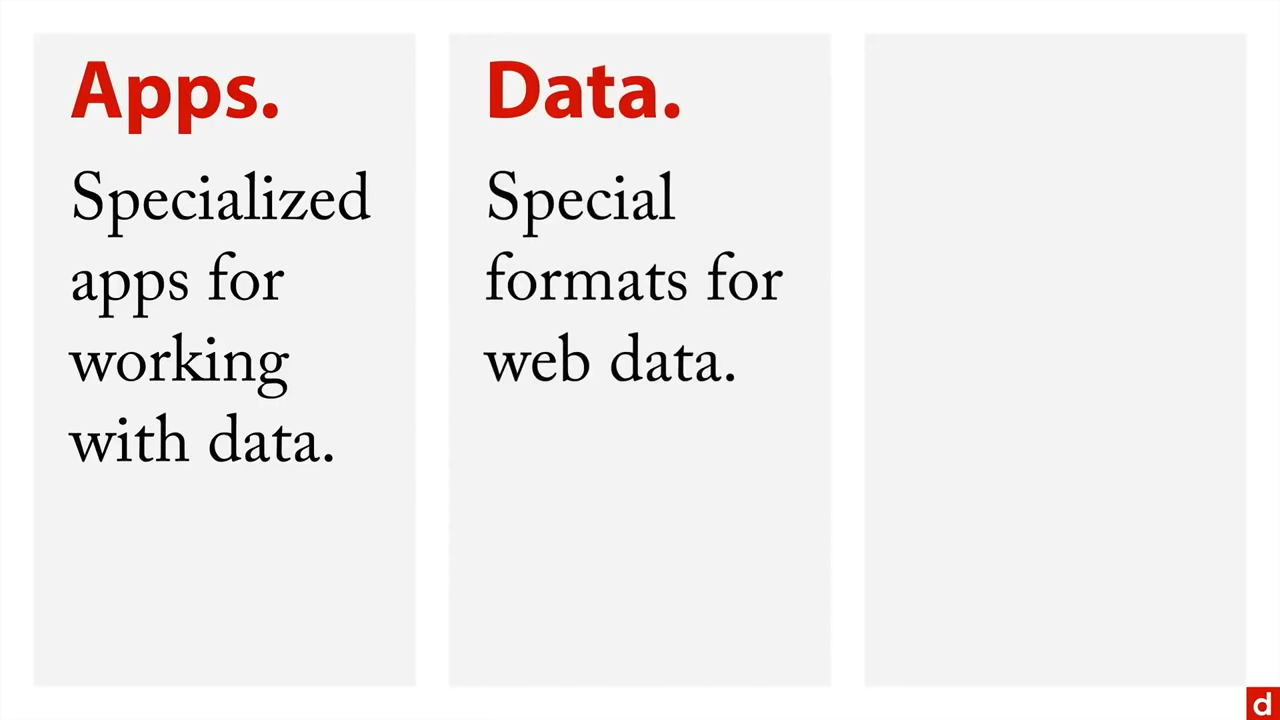 Apps.
Specialized
apps for
working
with data.
Data.
Special
formats for
web data.
d